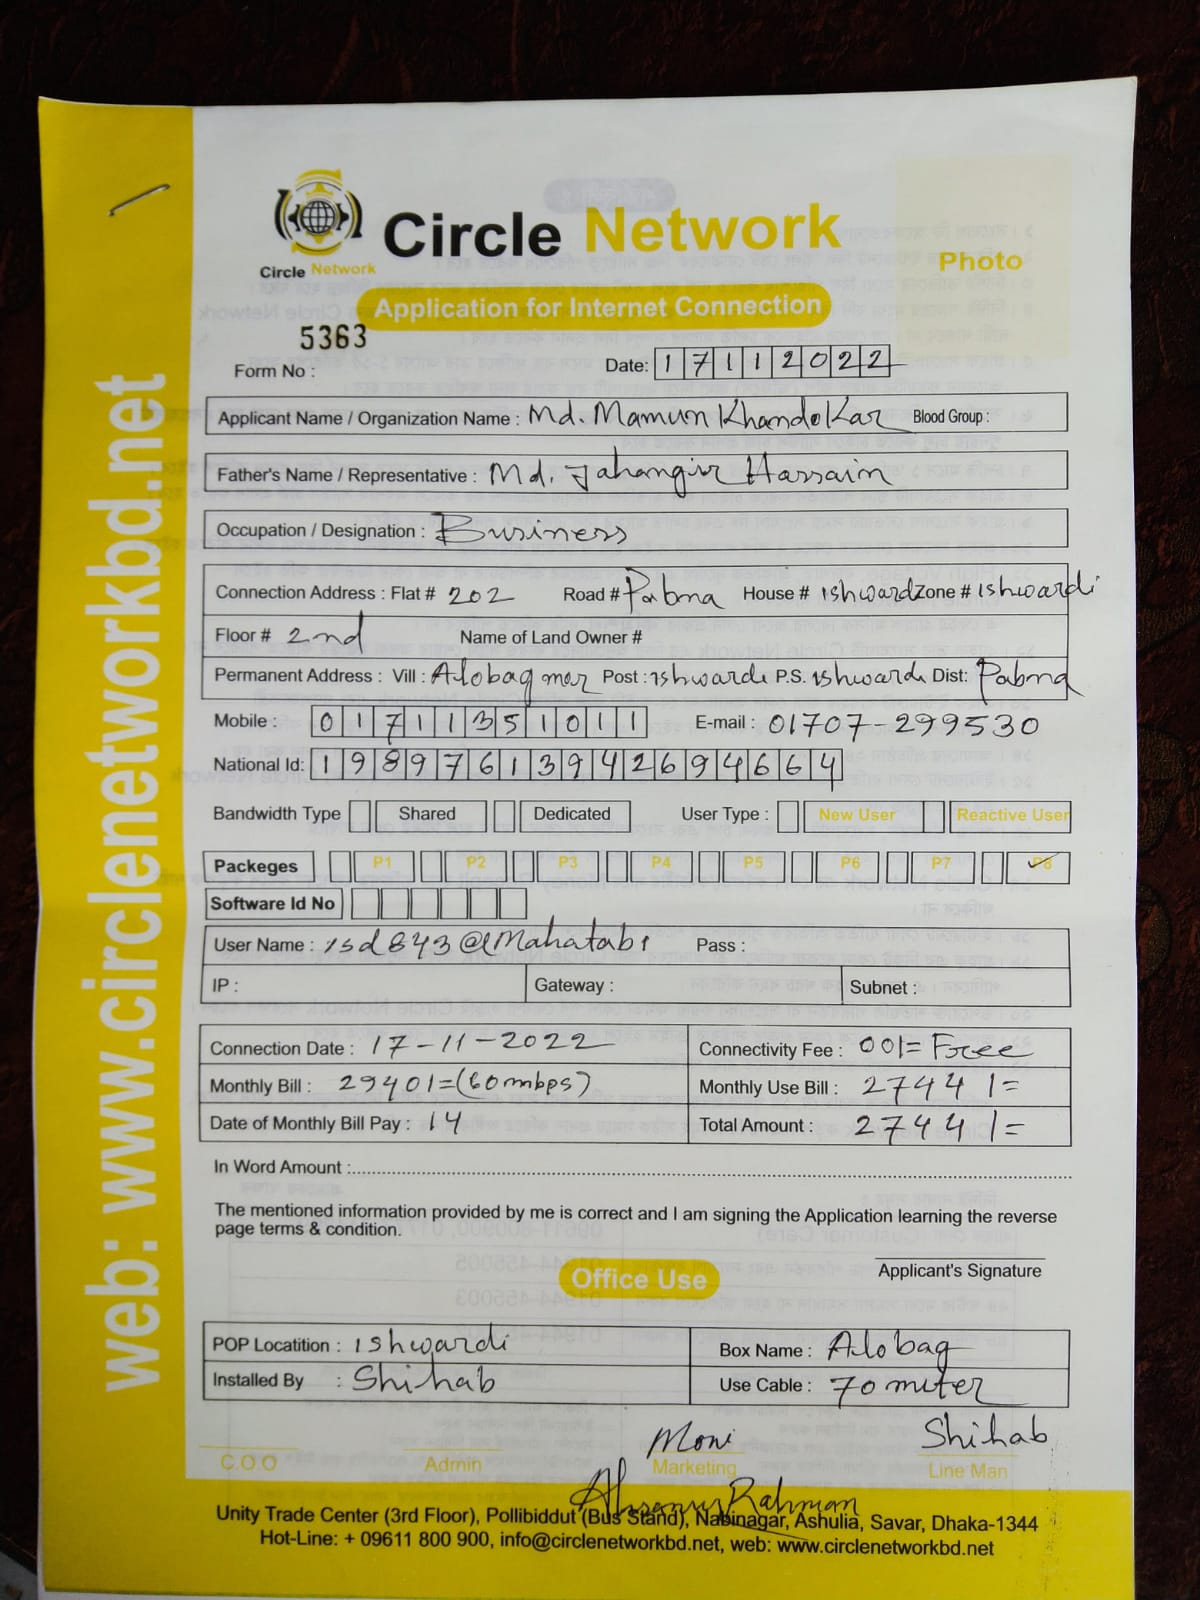 web: www.circlenetworkbd.net
Circle Network
Circle Network
Photo
Application for Internet Connection
5363
Form No :
Date: 17112022
Applicant Name / Organization Name : Md. Mamun Khandokar Blood Group :
Father's Name / Representative : Md. Jahangir Hassain
Occupation / Designation : Business
Connection Address : Flat # 202 Road # Pabna House # ishwardi Zone # ishwardi
Floor # 2nd Name of Land Owner #
Permanent Address : Vill : Alobag mor Post : ishwardi P.S. ishwardi Dist: Pabna
Mobile : 01711351011 E-mail : 01707-299530
National Id: 19897613942694664
Bandwidth Type Shared Dedicated User Type : New User Reactive User
Packeges P1 P2 P3 P4 P5 P6 P7 P8
Software Id No
User Name : isd843@Mahatabi Pass :
IP : Gateway : Subnet :
Connection Date : 17-11-2022 Connectivity Fee : 00/= Free
Monthly Bill : 2940/=(60mbps) Monthly Use Bill : 2744/=
Date of Monthly Bill Pay : 14 Total Amount : 2744/=
In Word Amount :
The mentioned information provided by me is correct and I am signing the Application learning the reverse
page terms & condition.
Applicant's Signature
Office Use
POP Locatition : Ishwardi Box Name : Alobag
Installed By : Shihab Use Cable : 70 miter
Moni Shihab
C.O.O Admin Marketing Line Man
Rahman
Unity Trade Center (3rd Floor), Pollibiddut (Bus Stand), Nabinagar, Ashulia, Savar, Dhaka-1344
Hot-Line: + 09611 800 900, info@circlenetworkbd.net, web: www.circlenetworkbd.net